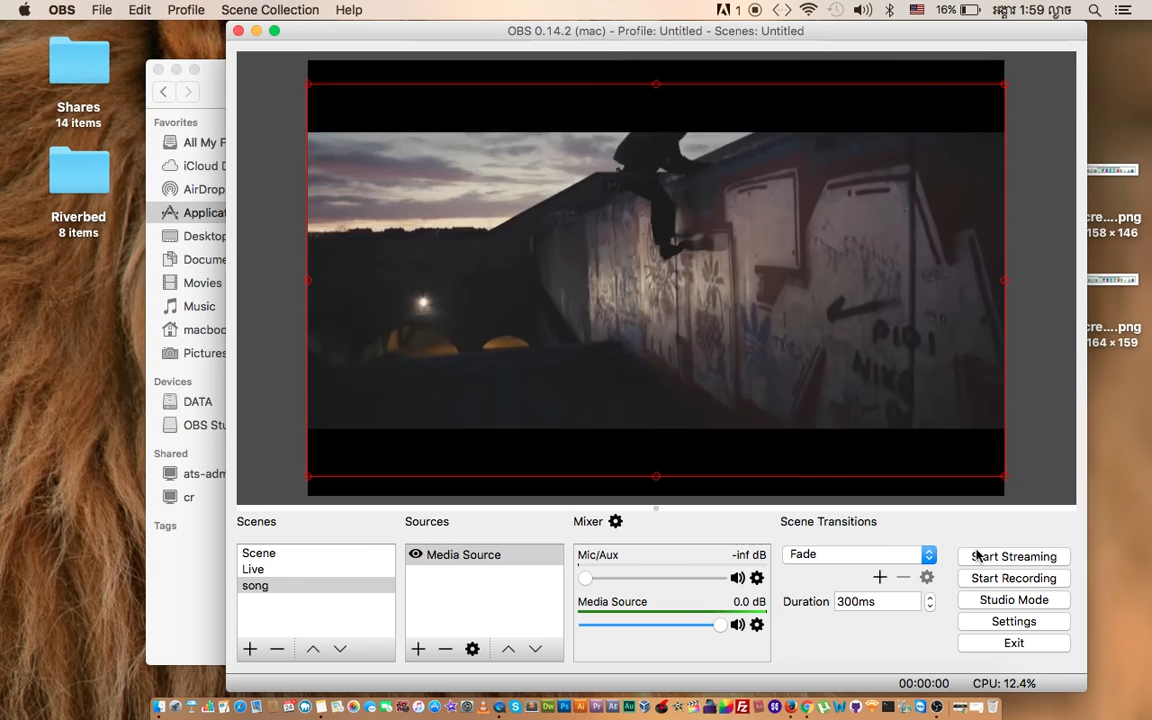 OBS File Edit Profile Scene Collection Help
1 16% អង្គារ 1:59 ល្ងាច
OBS 0.14.2 (mac) - Profile: Untitled - Scenes: Untitled
Shares
14 items
Riverbed
8 items
Favorites
All My F
iCloud D
AirDrop
Applicat
Desktop
Docume
Movies
Music
macboo
Pictures
Devices
DATA
OBS Stu
Shared
ats-adm
cr
Tags
cre....png
158 × 146
cre....png
164 × 159
Scenes
Scene
Live
song
Sources
Media Source
Mixer
Mic/Aux -inf dB
Media Source 0.0 dB
Scene Transitions
Fade
Duration 300ms
Start Streaming
Start Recording
Studio Mode
Settings
Exit
00:00:00 CPU: 12.4%